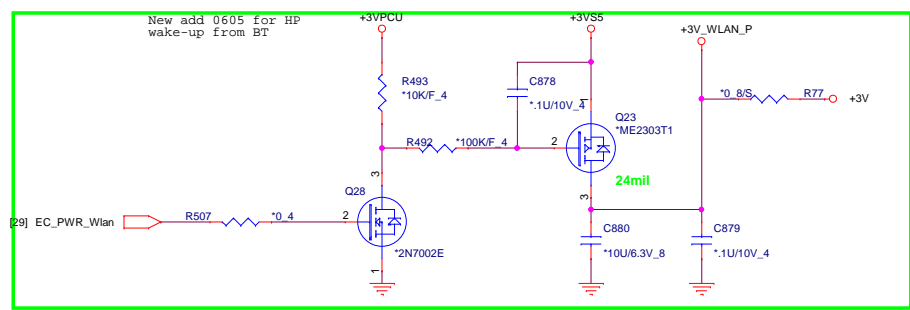 New add 0605 for HP
wake-up from BT
+3VPCU
+3VS5
+3V_WLAN_P
R493
*10K/F_4
C878
*.1U/10V_4
1
Q23
*ME2303T1
*0_8/S
R77
+3V
R492
*100K/F_4
2
24mil
3
3
Q28
[29] EC_PWR_Wlan
R507
*0_4
2
*2N7002E
1
C880
*10U/6.3V_8
C879
*.1U/10V_4